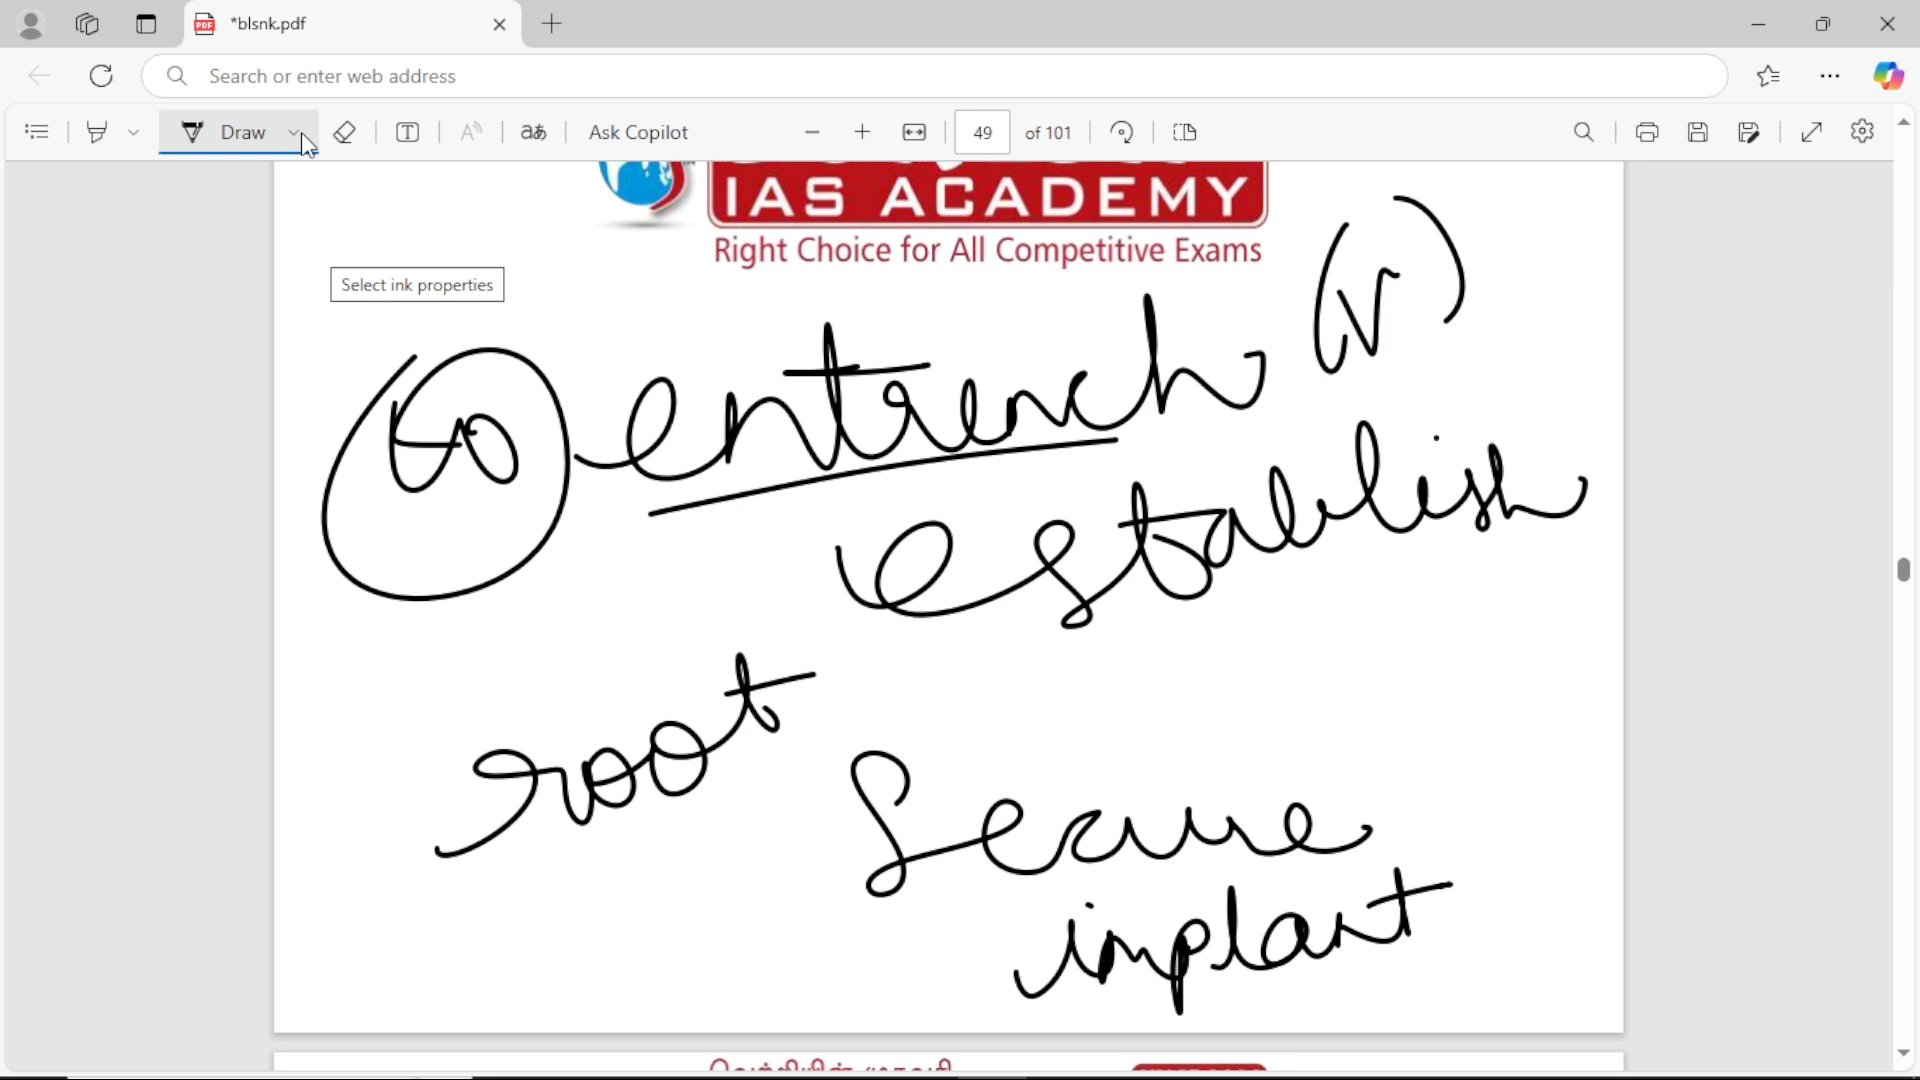 *blsnk.pdf
Search or enter web address
Draw
Ask Copilot
49 of 101
IAS ACADEMY
Right Choice for All Competitive Exams
Select ink properties
(v)
to entrench
establish
root
Secure
implant